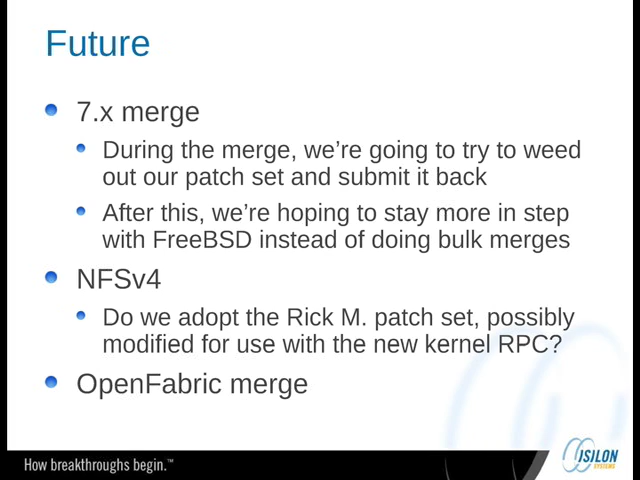 Future
7.x merge
During the merge, we’re going to try to weed
out our patch set and submit it back
After this, we’re hoping to stay more in step
with FreeBSD instead of doing bulk merges
NFSv4
Do we adopt the Rick M. patch set, possibly
modified for use with the new kernel RPC?
OpenFabric merge
How breakthroughs begin.™
ISILON
SYSTEMS